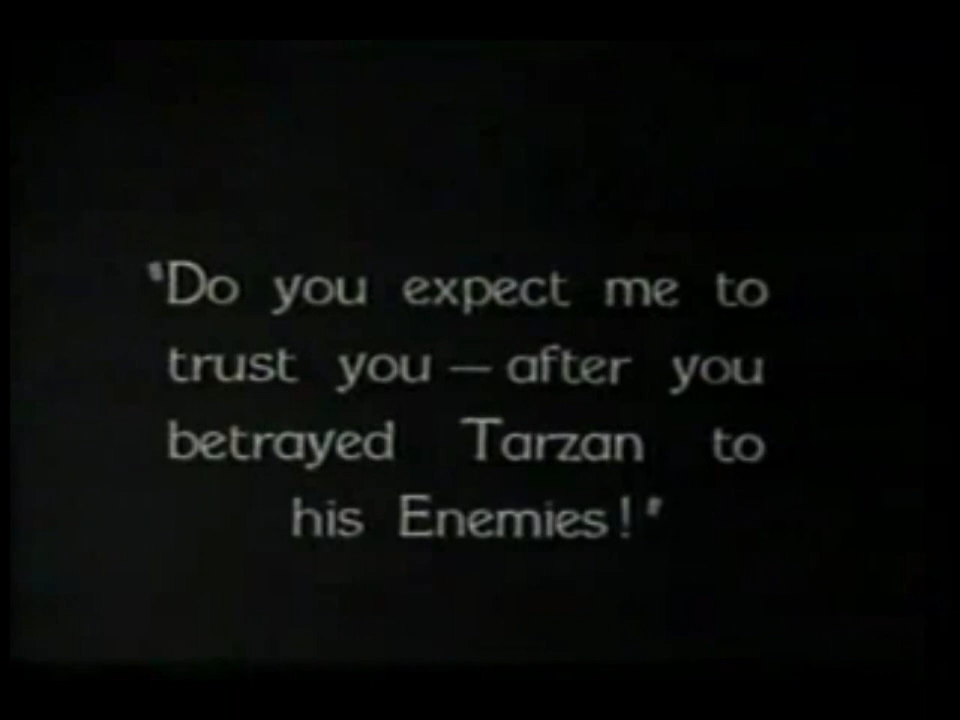 "Do you expect me to
trust you — after you
betrayed Tarzan to
his Enemies!"